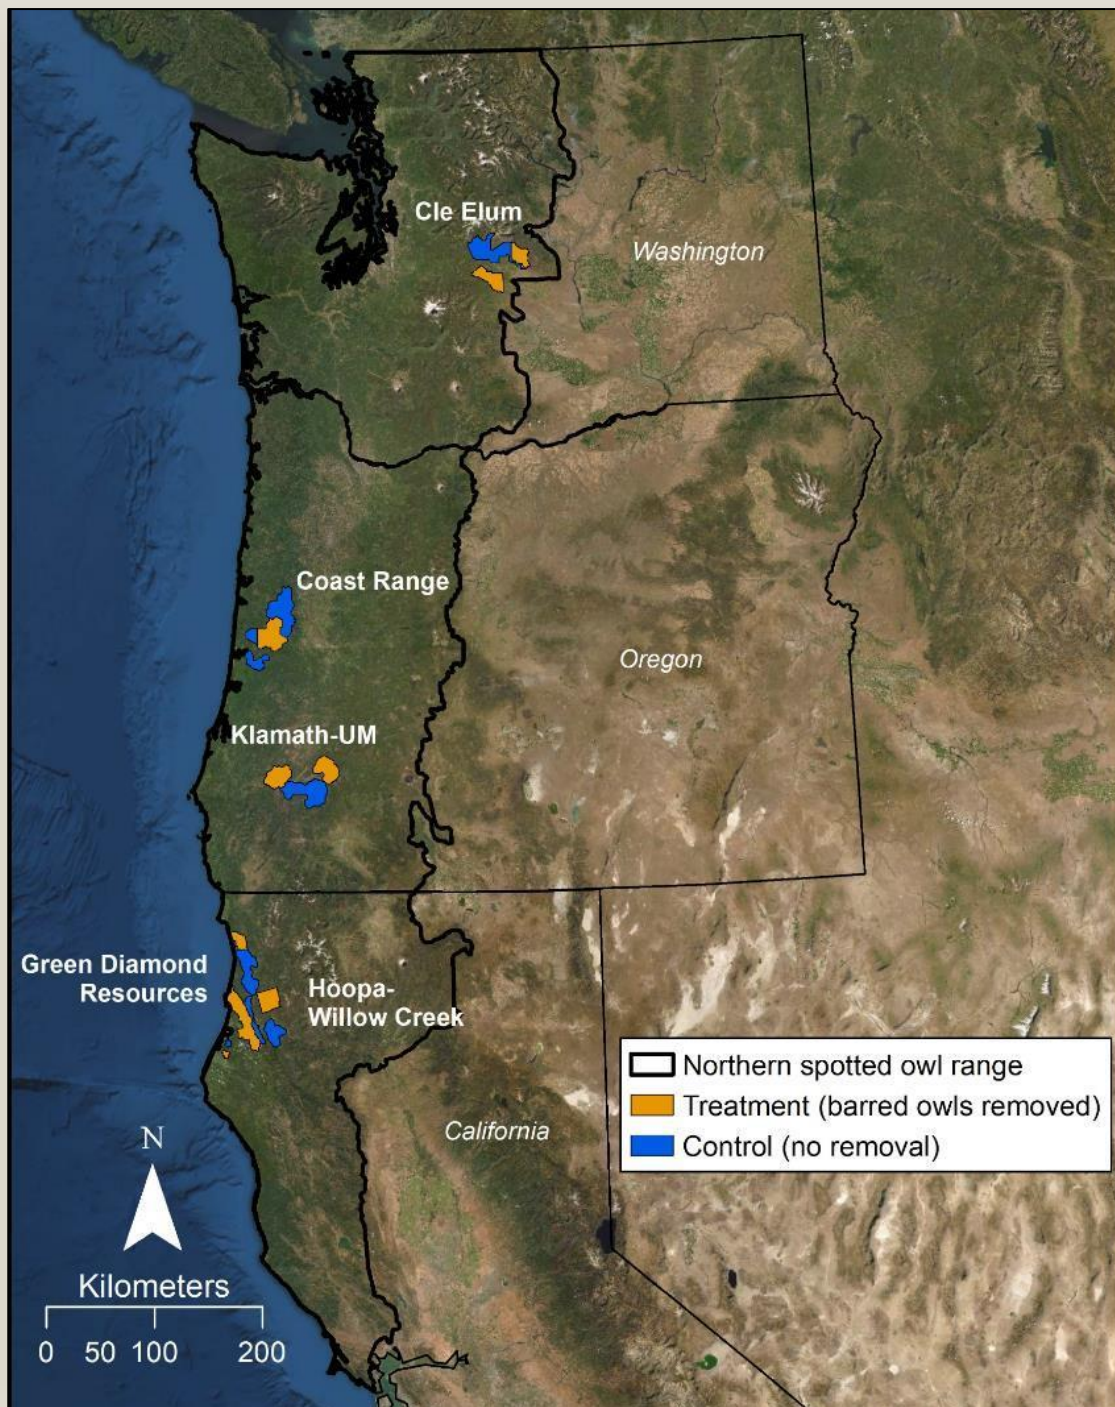 Cle Elum
Washington
Coast Range
Oregon
Klamath-UM
Green Diamond
Resources
Hoopa-
Willow Creek
California
Northern spotted owl range
Treatment (barred owls removed)
Control (no removal)
N
Kilometers
0 50 100 200